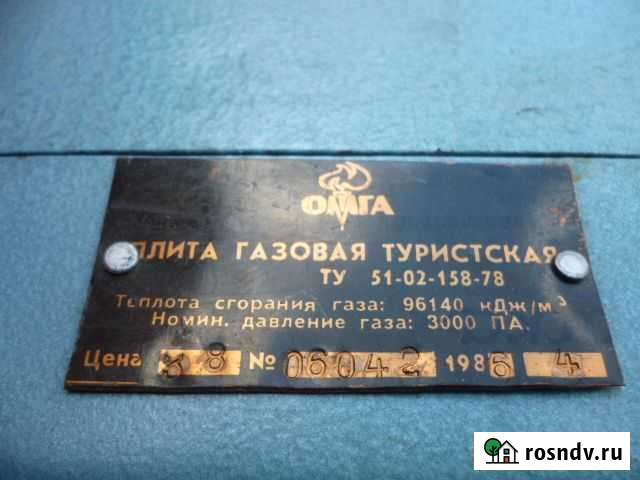 ОМГА
ПЛИТА ГАЗОВАЯ ТУРИСТСКАЯ
ТУ 51-02-158-78
Теплота сгорания газа: 96140 кДж/м³
Номин. давление газа: 3000 ПА.
Цена 38 № 06042 1986 4
rosndv.ru